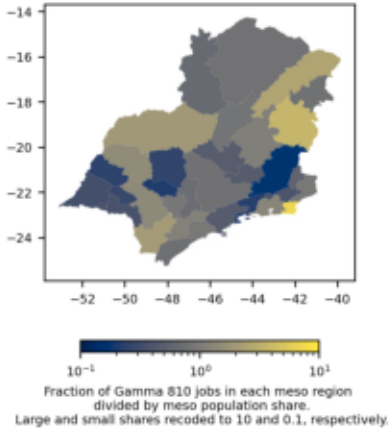 −14
−16
−18
−20
−22
−24
−52 −50 −48 −46 −44 −42 −40
10⁻¹ 10⁰ 10¹
Fraction of Gamma 810 jobs in each meso region
divided by meso population share.
Large and small shares recoded to 10 and 0.1, respectively.